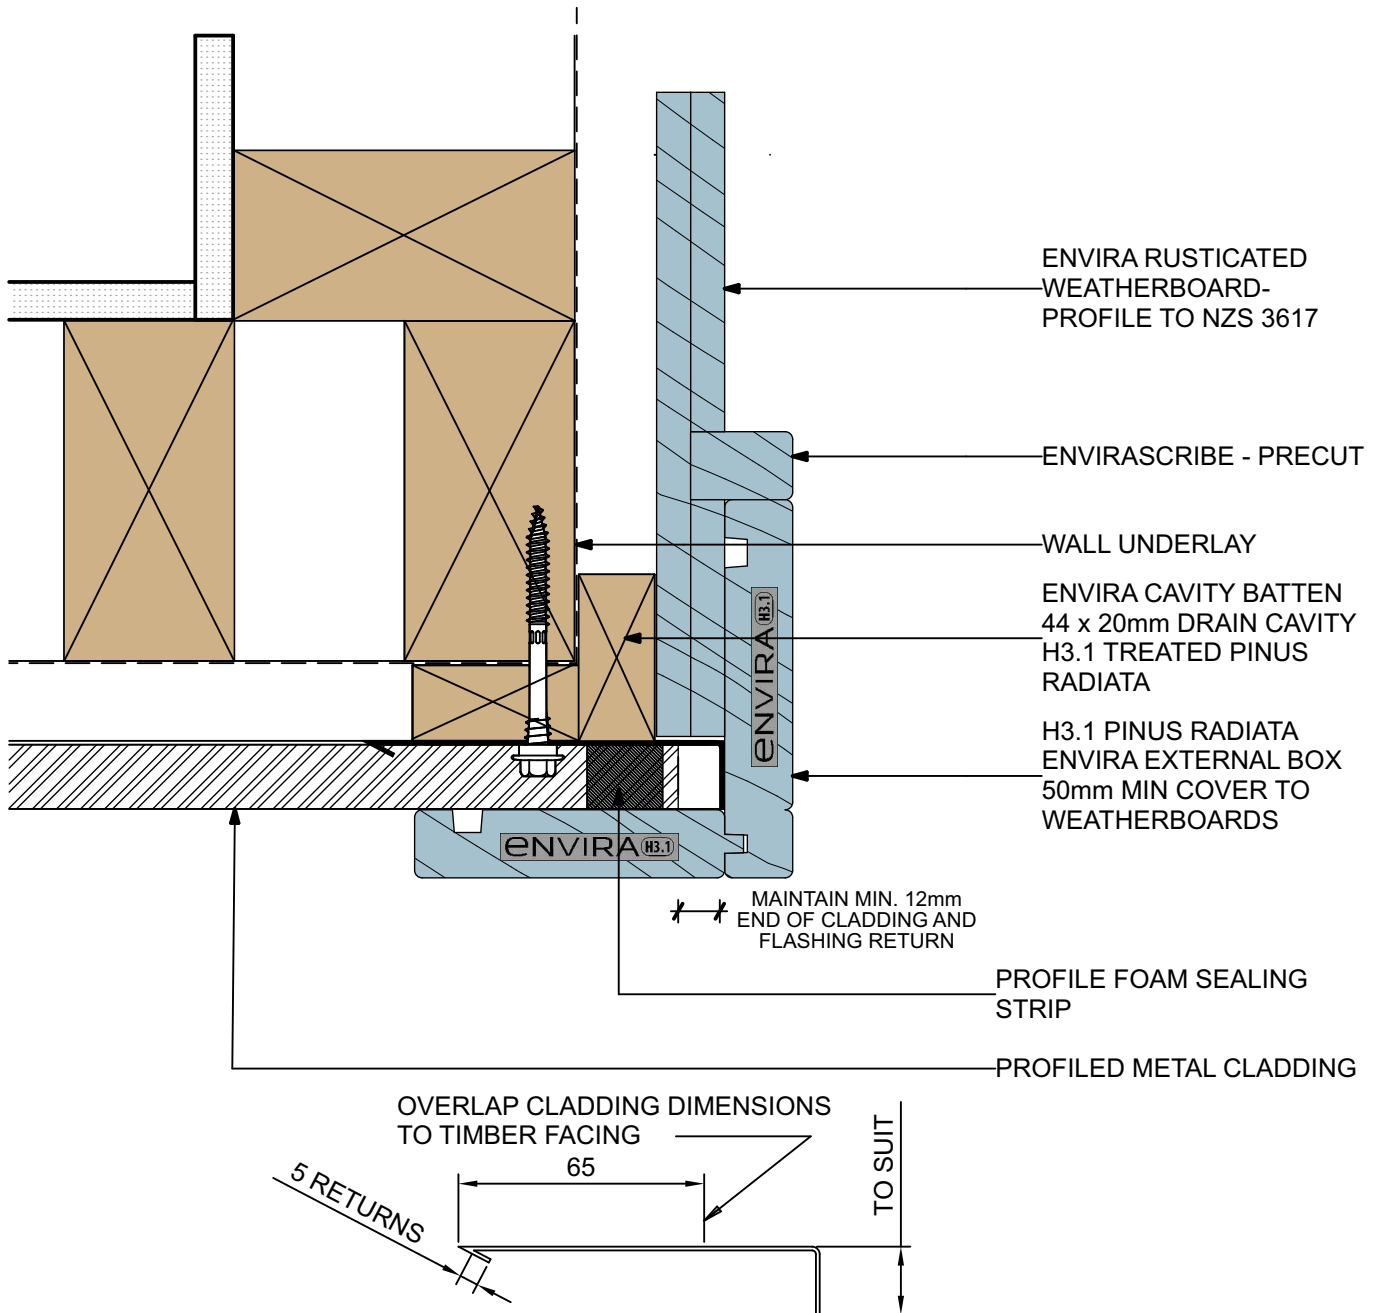 ENVIRA RUSTICATED
WEATHERBOARD-
PROFILE TO NZS 3617
ENVIRASCRIBE - PRECUT
WALL UNDERLAY
ENVIRA CAVITY BATTEN
44 x 20mm DRAIN CAVITY
H3.1 TREATED PINUS
RADIATA
H3.1 PINUS RADIATA
ENVIRA EXTERNAL BOX
50mm MIN COVER TO
WEATHERBOARDS
eNVIRA H3.1
eNVIRA H3.1
MAINTAIN MIN. 12mm
END OF CLADDING AND
FLASHING RETURN
PROFILE FOAM SEALING
STRIP
PROFILED METAL CLADDING
OVERLAP CLADDING DIMENSIONS
TO TIMBER FACING
65
5 RETURNS
TO SUIT